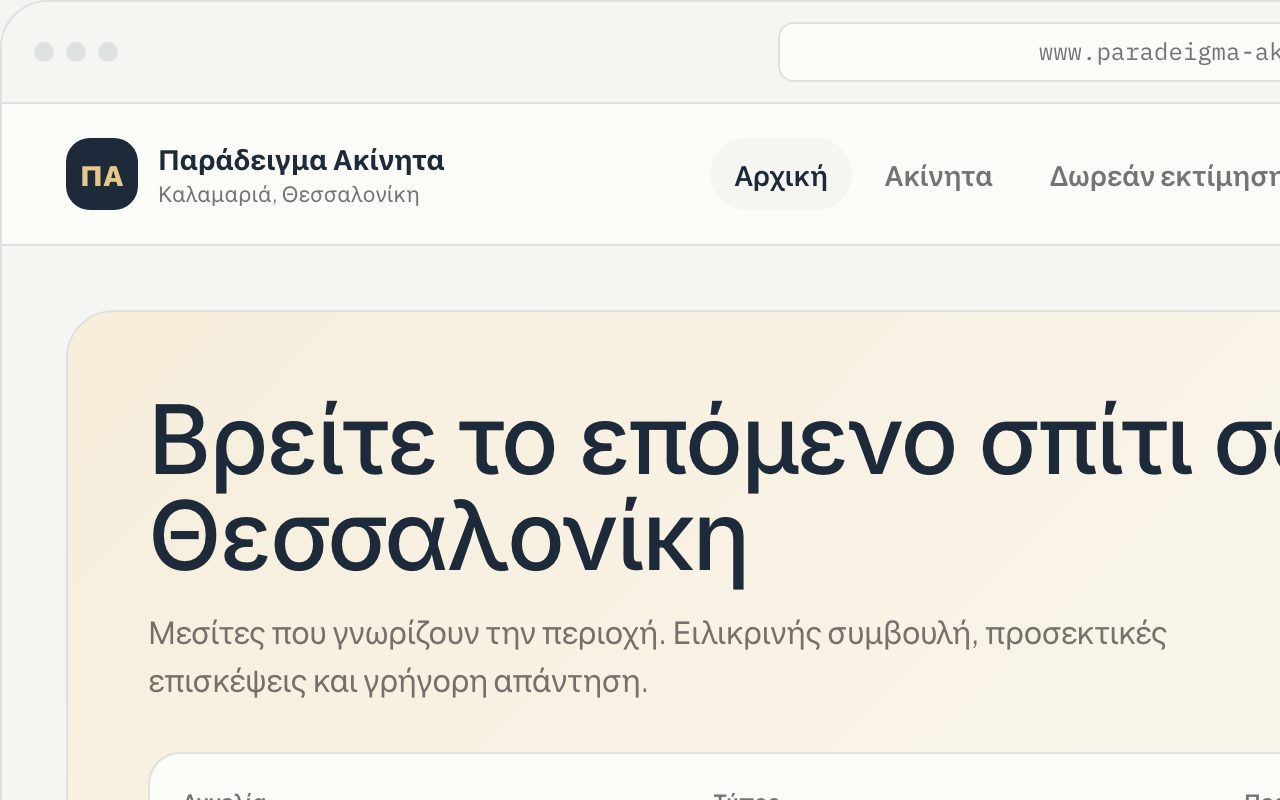 www.paradeigma-ak
ΠΑ
Παράδειγμα Ακίνητα
Καλαμαριά, Θεσσαλονίκη
Αρχική Ακίνητα Δωρεάν εκτίμηση
Βρείτε το επόμενο σπίτι
Θεσσαλονίκη
Μεσίτες που γνωρίζουν την περιοχή. Ειλικρινής συμβουλή, προσεκτικές
επισκέψεις και γρήγορη απάντηση.